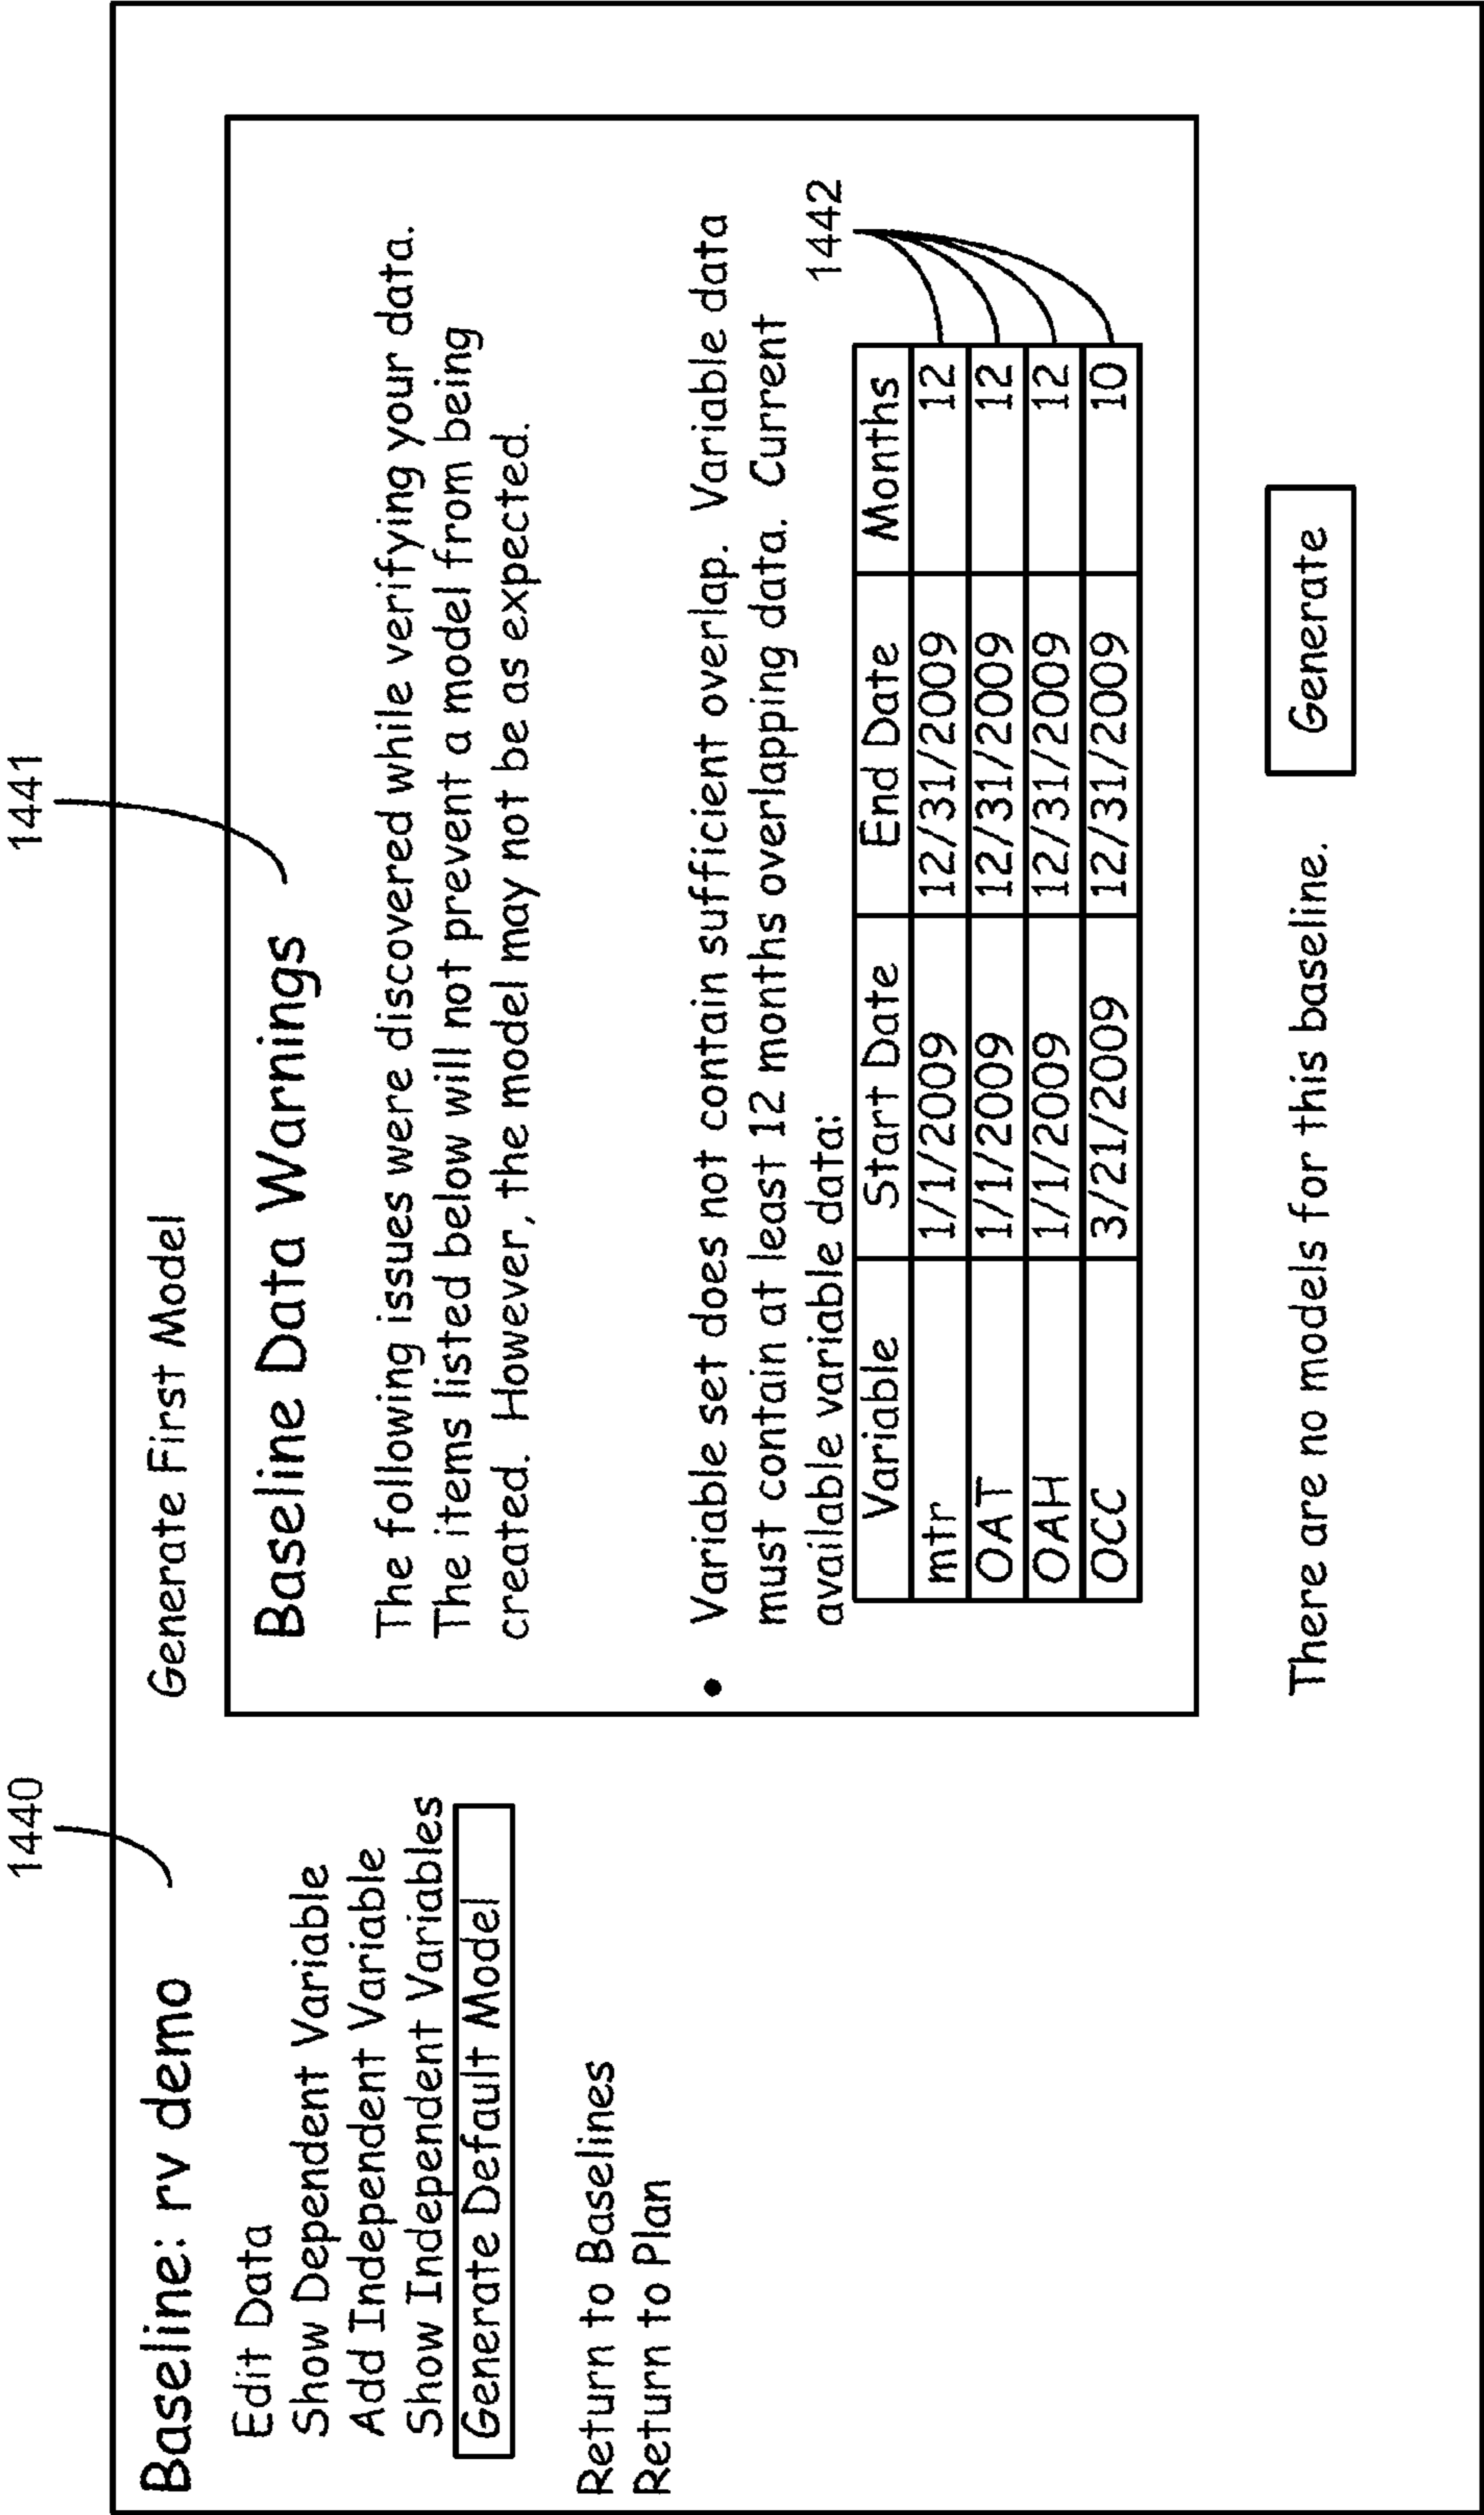 1440
1441
Baseline: rv demo
Edit Data
Show Dependent Variable
Add Independent Variable
Show Independent Variables
Generate Default Model
Return to Baselines
Return to Plan
Generate First Model
Baseline Data Warnings
The following issues were discovered while verifying your data.
The items listed below will not prevent a model from being
created. However, the model may not be as expected.
• Variable set does not contain sufficient overlap. Variable data
must contain at least 12 months overlapping data. Current
available variable data:
1442
Variable Start Date End Date Months
mtr 1/1/2009 12/31/2009 12
OAT 1/1/2009 12/31/2009 12
OAH 1/1/2009 12/31/2009 12
OCC 3/21/2009 12/31/2009 10
There are no models for this baseline. Generate